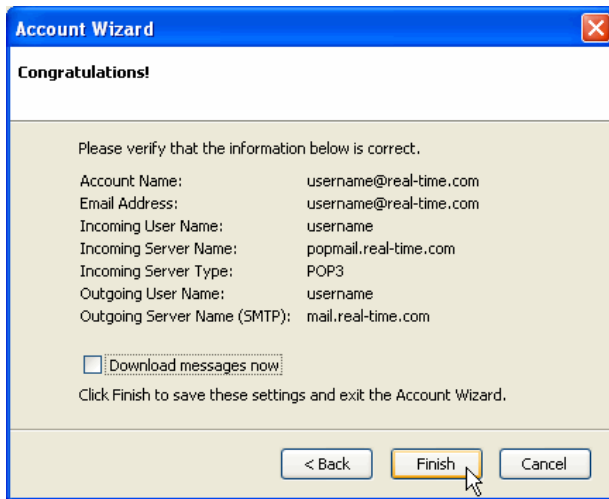 Account Wizard
Congratulations!
Please verify that the information below is correct.
Account Name: username@real-time.com
Email Address: username@real-time.com
Incoming User Name: username
Incoming Server Name: popmail.real-time.com
Incoming Server Type: POP3
Outgoing User Name: username
Outgoing Server Name (SMTP): mail.real-time.com
Download messages now
Click Finish to save these settings and exit the Account Wizard.
< Back Finish Cancel